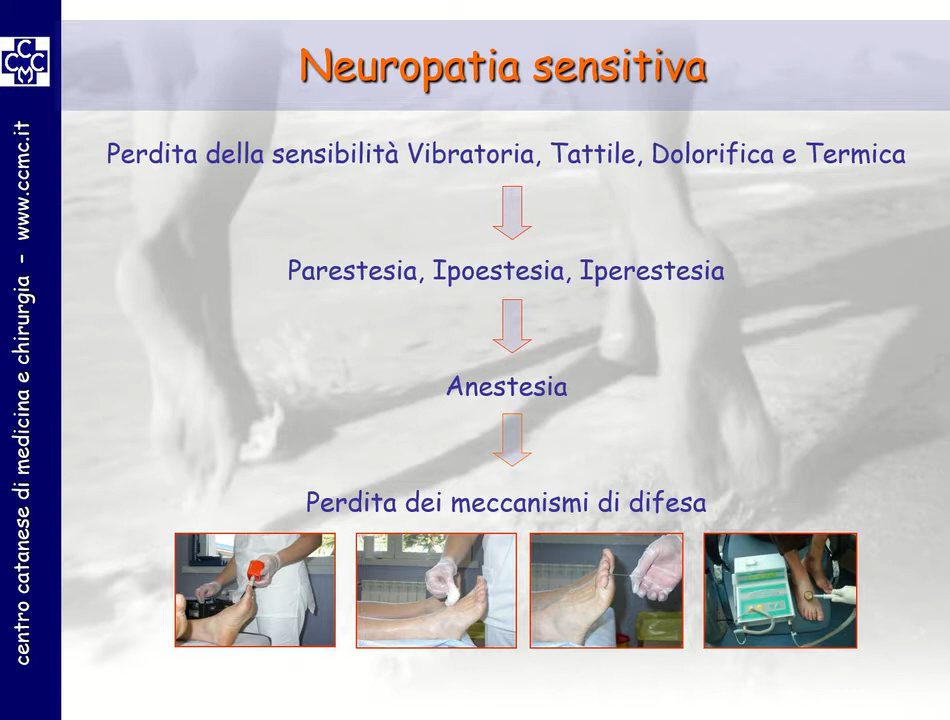 Neuropatia sensitiva
Perdita della sensibilità Vibratoria, Tattile, Dolorifica e Termica
Parestesia, Ipoestesia, Iperestesia
Anestesia
Perdita dei meccanismi di difesa
centro catanese di medicina e chirurgia - www.ccmc.it
C
C C C
M